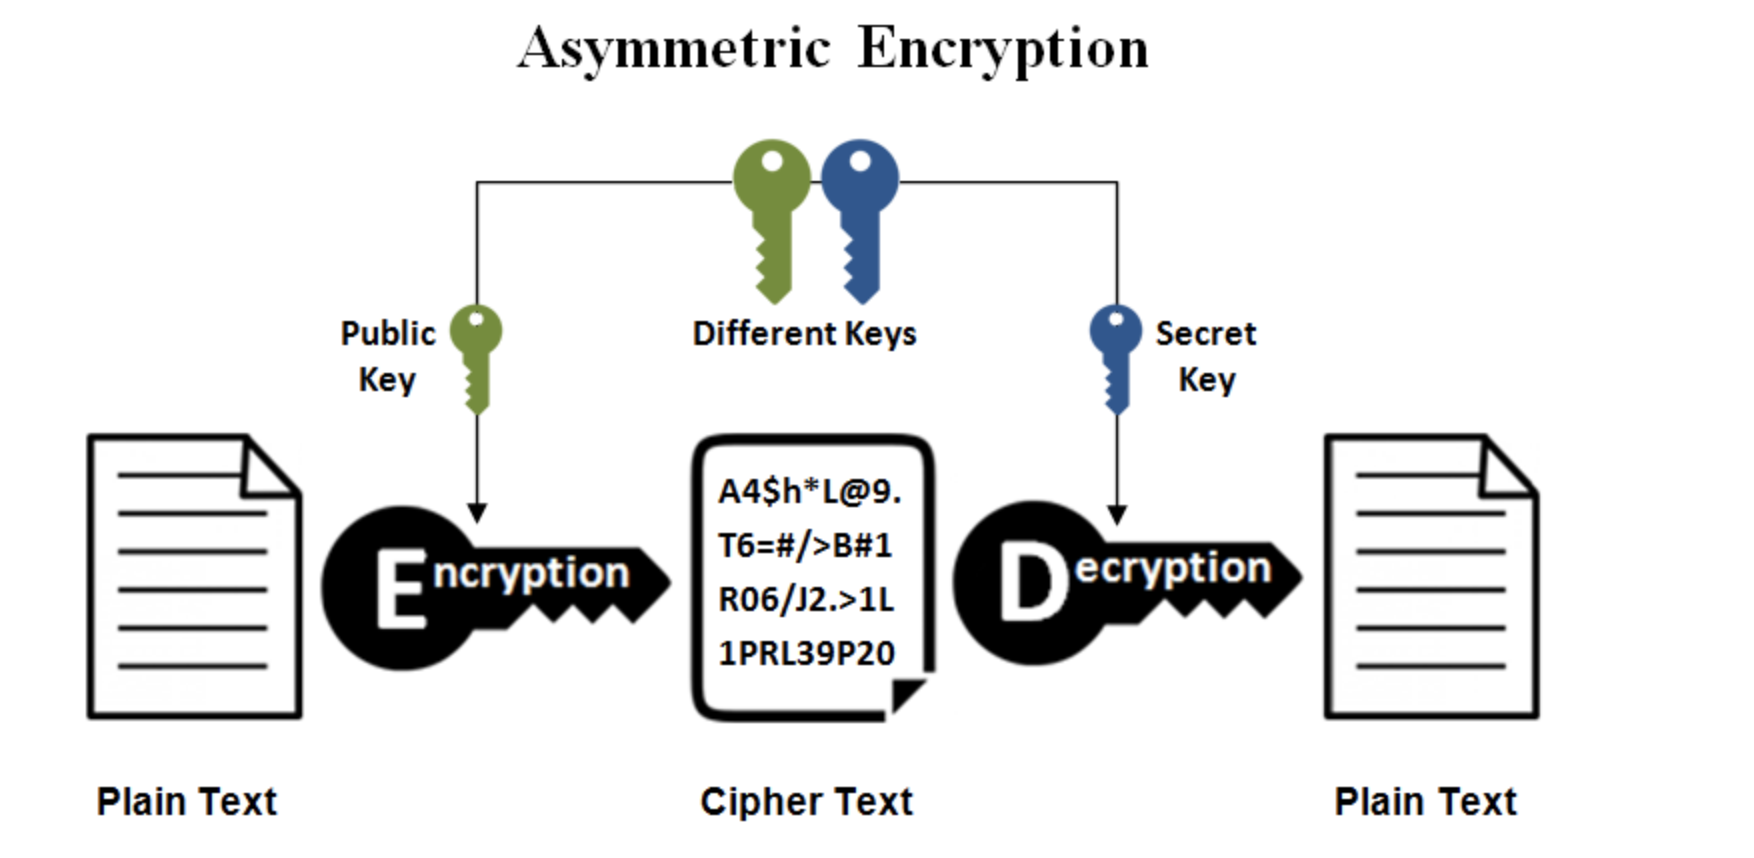 Asymmetric Encryption
Public
Key
Different Keys
Secret
Key
Encryption
A4$h*L@9.
T6=#/>B#1
R06/J2.>1L
1PRL39P20
Decryption
Plain Text
Cipher Text
Plain Text